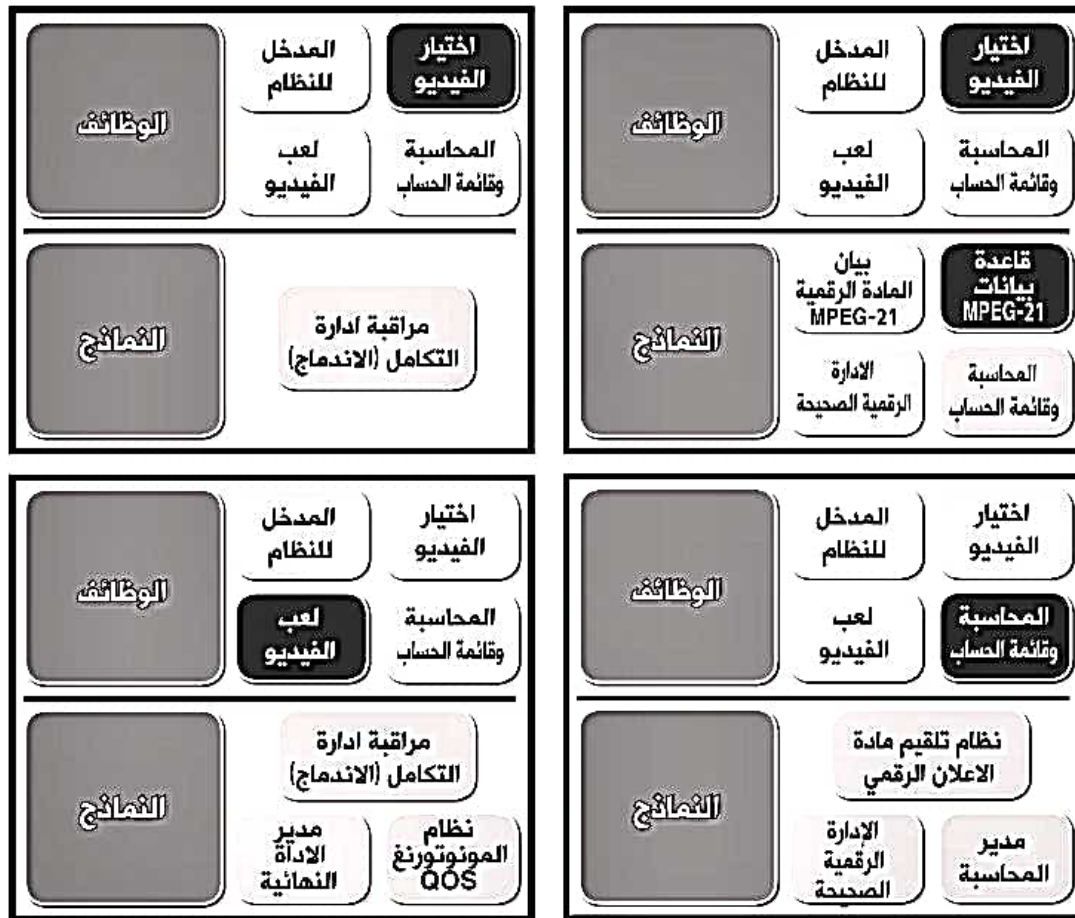 اختيار
الفيديو
المدخل
للنظام
الوظائف
المحاسبة
وقائمة الحساب
لعب
الفيديو
مراقبة ادارة
التكامل (الاندماج)
النماذج
اختيار
الفيديو
المدخل
للنظام
الوظائف
المحاسبة
وقائمة الحساب
لعب
الفيديو
قاعدة
بيانات
MPEG-21
بيان
المادة الرقمية
MPEG-21
النماذج
المحاسبة
وقائمة الحساب
الادارة
الرقمية الصحيحة
اختيار
الفيديو
المدخل
للنظام
الوظائف
المحاسبة
وقائمة الحساب
لعب
الفيديو
مراقبة ادارة
التكامل (الاندماج)
النماذج
نظام
المونوتورنغ
QOS
مدير
الاداة
النهائية
اختيار
الفيديو
المدخل
للنظام
الوظائف
المحاسبة
وقائمة الحساب
لعب
الفيديو
نظام تلقيم مادة
الاعلان الرقمي
النماذج
مدير
المحاسبة
الإدارة
الرقمية
الصحيحة